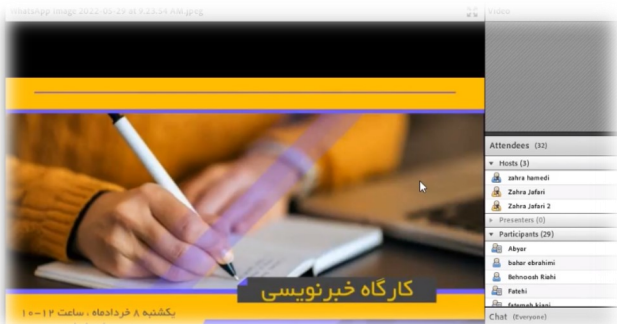 WhatsApp Image 2022-05-29 at 9.23.54 AM.jpeg
Video
Attendees (32)
Hosts (3)
zahra hamedi
Zahra Jafari
Zahra Jafari 2
Presenters (0)
Participants (29)
Abyar
bahar ebrahimi
Behnoosh Riahi
Fatehi
fatemeh kiani
Chat (Everyone)
کارگاه خبرنویسی
یکشنبه ۸ خردادماه ، ساعت ۱۲-۱۰